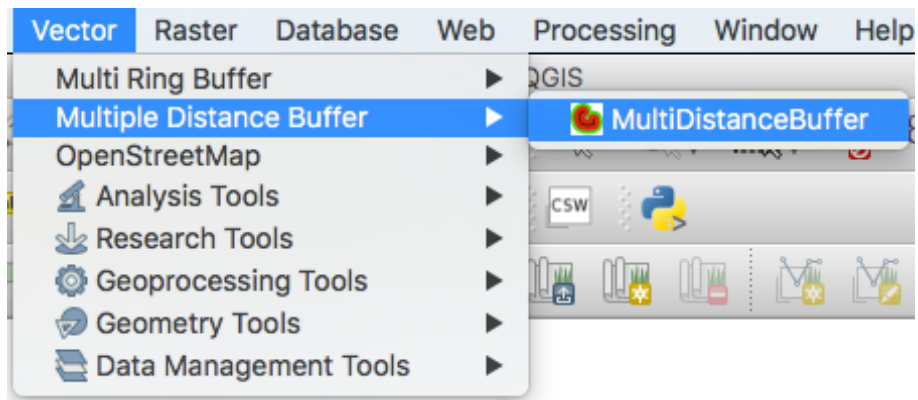 Vector Raster Database Web Processing Window Help
QGIS
Multi Ring Buffer
Multiple Distance Buffer
MultiDistanceBuffer
OpenStreetMap
Analysis Tools
CSW
Research Tools
Geoprocessing Tools
Geometry Tools
Data Management Tools